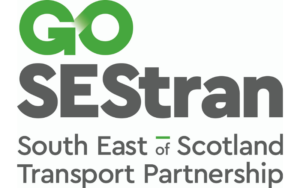 GO
SEStran
South East of Scotland
Transport Partnership